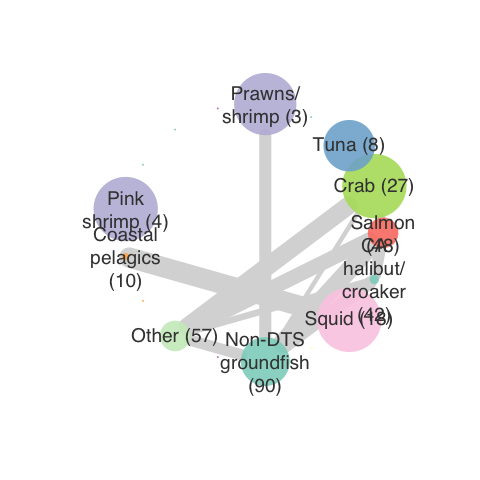 Prawns/
shrimp (3)
Tuna (8)
Crab (27)
Pink
shrimp (4)
Salmon
(48)
Coastal
pelagics
(10)
CA
halibut/
croaker
(42)
Squid (18)
Other (57)
Non-DTS
groundfish
(90)